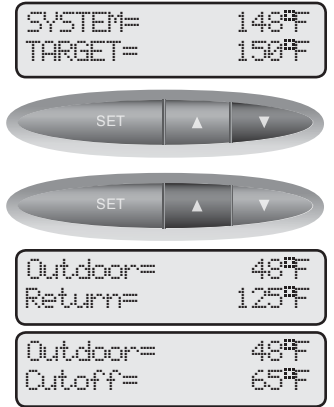 SYSTEM= 148°F
TARGET= 150°F
SET ▲ ▼
SET ▲ ▼
Outdoor= 48°F
Return= 125°F
Outdoor= 48°F
Cutoff= 65°F